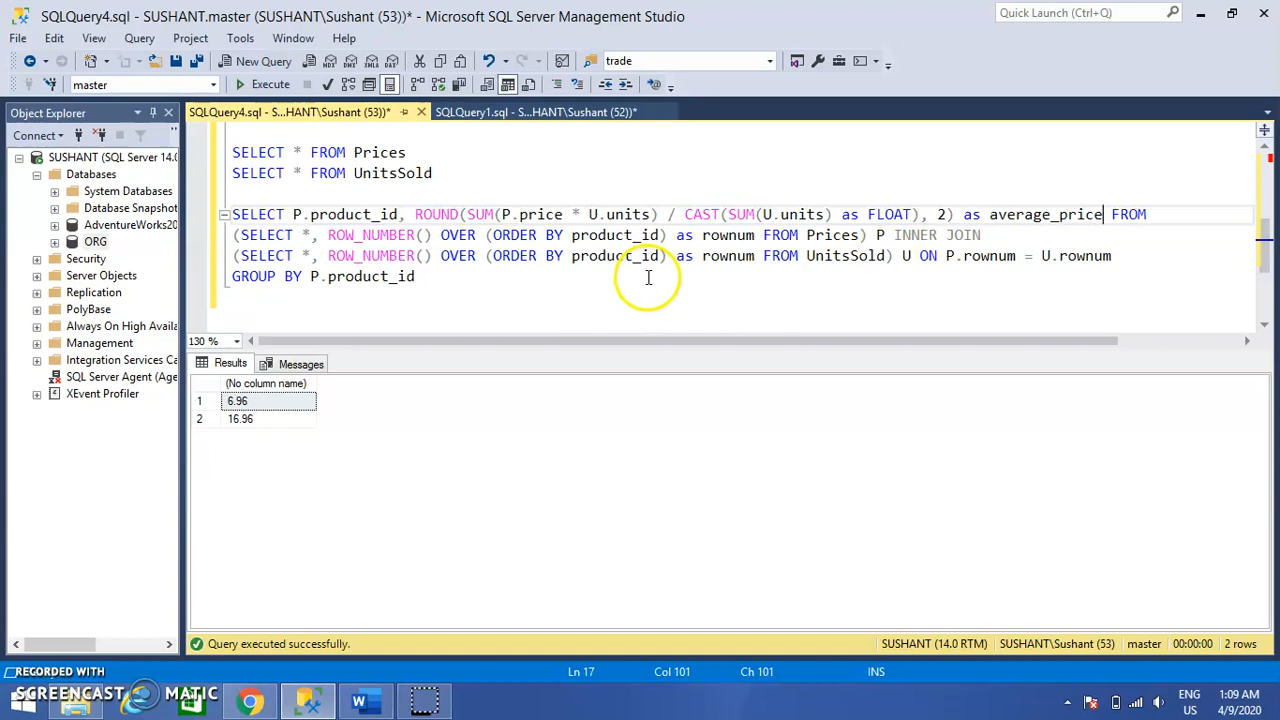 SQLQuery4.sql - SUSHANT.master (SUSHANT\Sushant (53))* - Microsoft SQL Server Management Studio
Quick Launch (Ctrl+Q)
File Edit View Query Project Tools Window Help
New Query
trade
master
Execute
Object Explorer
SQLQuery4.sql - S...HANT\Sushant (53))*
SQLQuery1.sql - S...HANT\Sushant (52))*
Connect
SUSHANT (SQL Server 14.0
Databases
System Databases
Database Snapshot
AdventureWorks20
ORG
Security
Server Objects
Replication
PolyBase
Always On High Availa
Management
Integration Services Ca
SQL Server Agent (Age
XEvent Profiler
SELECT * FROM Prices
SELECT * FROM UnitsSold
SELECT P.product_id, ROUND(SUM(P.price * U.units) / CAST(SUM(U.units) as FLOAT), 2) as average_price FROM
(SELECT *, ROW_NUMBER() OVER (ORDER BY product_id) as rownum FROM Prices) P INNER JOIN
(SELECT *, ROW_NUMBER() OVER (ORDER BY product_id) as rownum FROM UnitsSold) U ON P.rownum = U.rownum
GROUP BY P.product_id
130 %
Results Messages
(No column name)
1 6.96
2 16.96
Query executed successfully.
SUSHANT (14.0 RTM) SUSHANT\Sushant (53) master 00:00:00 2 rows
Ln 17 Col 101 Ch 101 INS
RECORDED WITH
SCREENCAST MATIC
ENG
US
1:09 AM
4/9/2020